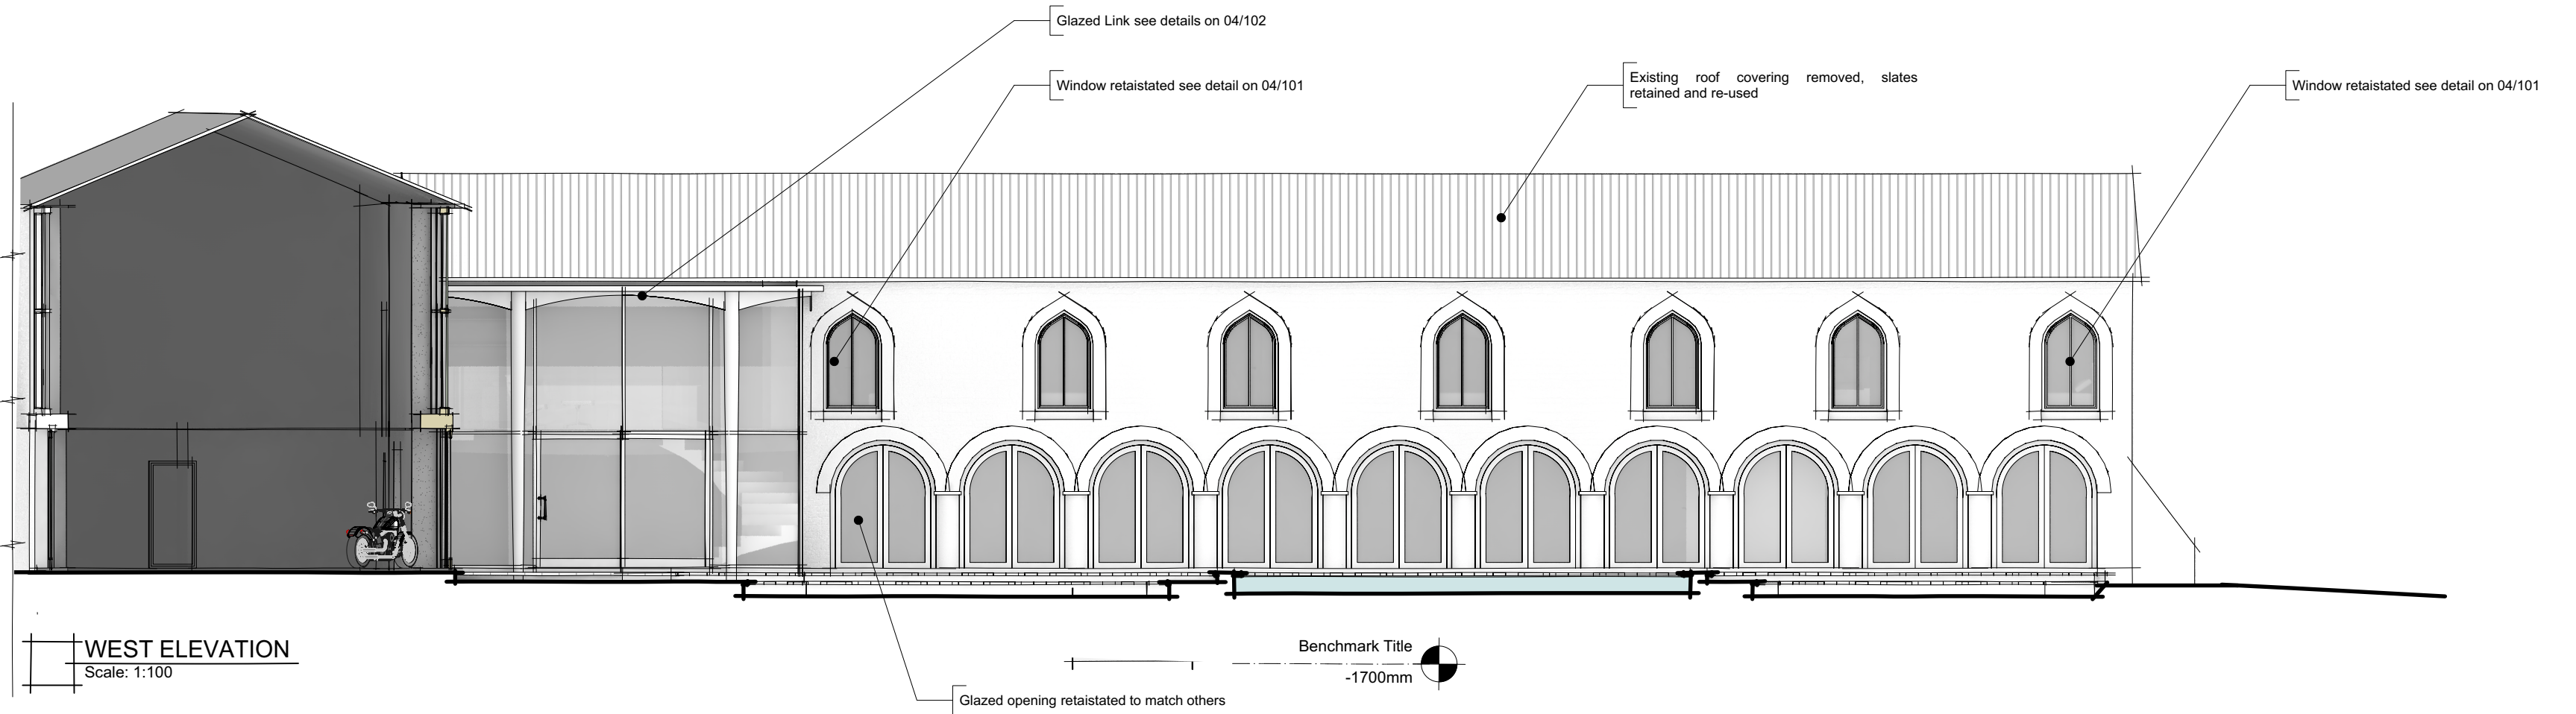 Glazed Link see details on 04/102
Window retaistated see detail on 04/101
Existing roof covering removed, slates
retained and re-used
Window retaistated see detail on 04/101
WEST ELEVATION
Scale: 1:100
Benchmark Title
-1700mm
Glazed opening retaistated to match others